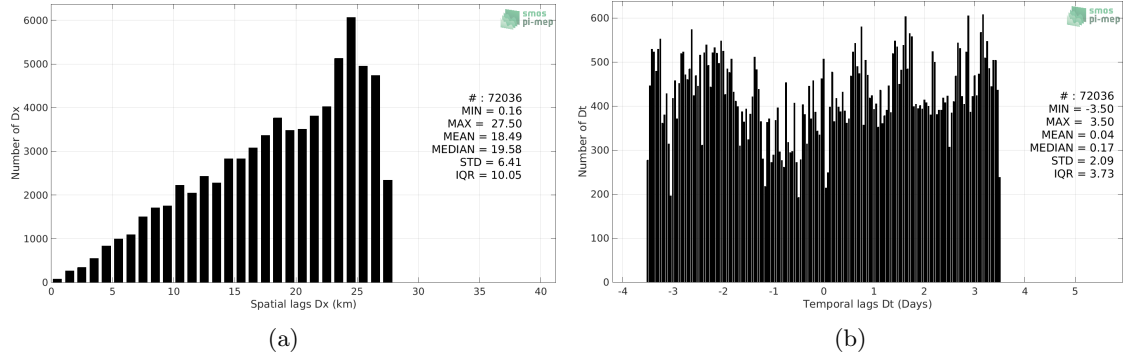 6000
5000
4000
3000
2000
1000
0
Number of Dx
smos
pi-mep
# : 72036
MIN = 0.16
MAX = 27.50
MEAN = 18.49
MEDIAN = 19.58
STD = 6.41
IQR = 10.05
0 5 10 15 20 25 30 35 40
Spatial lags Dx (km)
(a)
600
500
400
300
200
100
0
Number of Dt
smos
pi-mep
# : 72036
MIN = -3.50
MAX = 3.50
MEAN = 0.04
MEDIAN = 0.17
STD = 2.09
IQR = 3.73
-4 -3 -2 -1 0 1 2 3 4 5
Temporal lags Dt (Days)
(b)